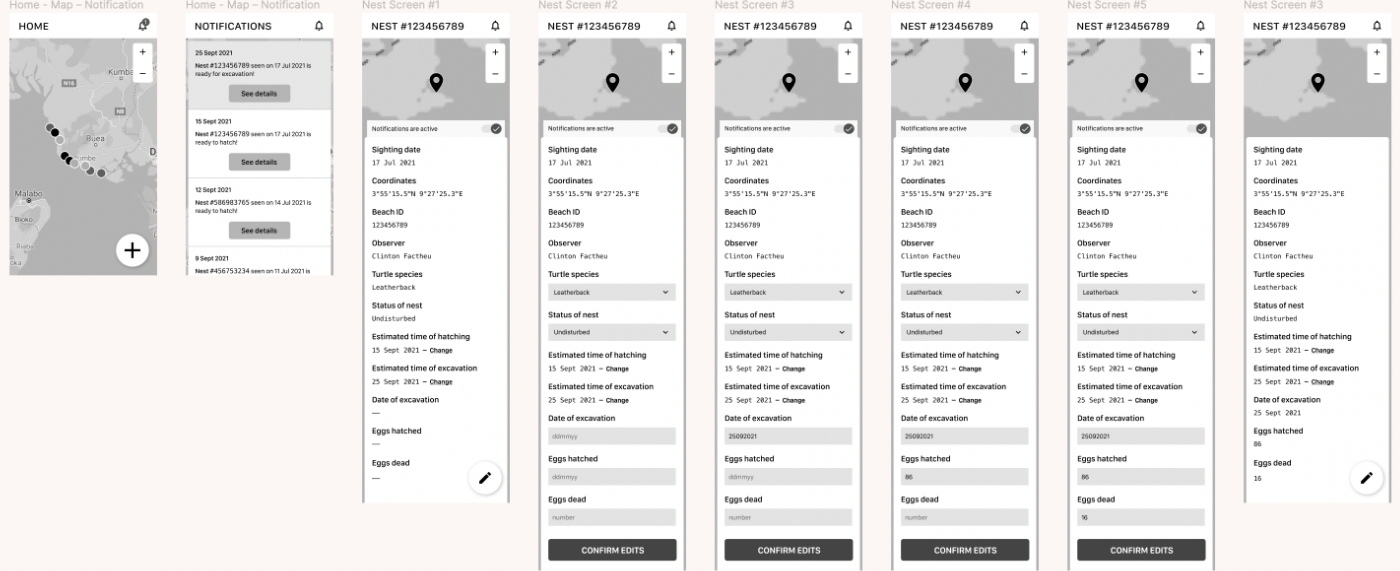 Home - Map – Notification
HOME
1
+
−
Kumba
N16
N8
Buea
Malabo
Bioko
Riaba
Home - Map – Notification
NOTIFICATIONS
25 Sept 2021
Nest #123456789 seen on 17 Jul 2021 is
ready for excavation!
See details
15 Sept 2021
Nest #123456789 seen on 17 Jul 2021 is
ready to hatch!
See details
12 Sept 2021
Nest #586983765 seen on 14 Jul 2021 is
ready to hatch!
See details
9 Sept 2021
Nest #456753234 seen on 11 Jul 2021 is
Nest Screen #1
NEST #123456789
+
−
Notifications are active
Sighting date
17 Jul 2021
Coordinates
3°55'15.5"N 9°27'25.3"E
Beach ID
123456789
Observer
Clinton Factheu
Turtle species
Leatherback
Status of nest
Undisturbed
Estimated time of hatching
15 Sept 2021 – Change
Estimated time of excavation
25 Sept 2021 – Change
Date of excavation
—
Eggs hatched
—
Eggs dead
—
Nest Screen #2
NEST #123456789
+
−
Notifications are active
Sighting date
17 Jul 2021
Coordinates
3°55'15.5"N 9°27'25.3"E
Beach ID
123456789
Observer
Clinton Factheu
Turtle species
Leatherback
Status of nest
Undisturbed
Estimated time of hatching
15 Sept 2021 – Change
Estimated time of excavation
25 Sept 2021 – Change
Date of excavation
ddmmyy
Eggs hatched
ddmmyy
Eggs dead
number
CONFIRM EDITS
Nest Screen #3
NEST #123456789
+
−
Notifications are active
Sighting date
17 Jul 2021
Coordinates
3°55'15.5"N 9°27'25.3"E
Beach ID
123456789
Observer
Clinton Factheu
Turtle species
Leatherback
Status of nest
Undisturbed
Estimated time of hatching
15 Sept 2021 – Change
Estimated time of excavation
25 Sept 2021 – Change
Date of excavation
25092021
Eggs hatched
ddmmyy
Eggs dead
number
CONFIRM EDITS
Nest Screen #4
NEST #123456789
+
−
Notifications are active
Sighting date
17 Jul 2021
Coordinates
3°55'15.5"N 9°27'25.3"E
Beach ID
123456789
Observer
Clinton Factheu
Turtle species
Leatherback
Status of nest
Undisturbed
Estimated time of hatching
15 Sept 2021 – Change
Estimated time of excavation
25 Sept 2021 – Change
Date of excavation
25092021
Eggs hatched
86
Eggs dead
number
CONFIRM EDITS
Nest Screen #5
NEST #123456789
+
−
Notifications are active
Sighting date
17 Jul 2021
Coordinates
3°55'15.5"N 9°27'25.3"E
Beach ID
123456789
Observer
Clinton Factheu
Turtle species
Leatherback
Status of nest
Undisturbed
Estimated time of hatching
15 Sept 2021 – Change
Estimated time of excavation
25 Sept 2021 – Change
Date of excavation
25092021
Eggs hatched
86
Eggs dead
16
CONFIRM EDITS
Nest Screen #3
NEST #123456789
+
−
Sighting date
17 Jul 2021
Coordinates
3°55'15.5"N 9°27'25.3"E
Beach ID
123456789
Observer
Clinton Factheu
Turtle species
Leatherback
Status of nest
Undisturbed
Estimated time of hatching
15 Sept 2021 – Change
Estimated time of excavation
25 Sept 2021 – Change
Date of excavation
25 Sept 2021
Eggs hatched
86
Eggs dead
16